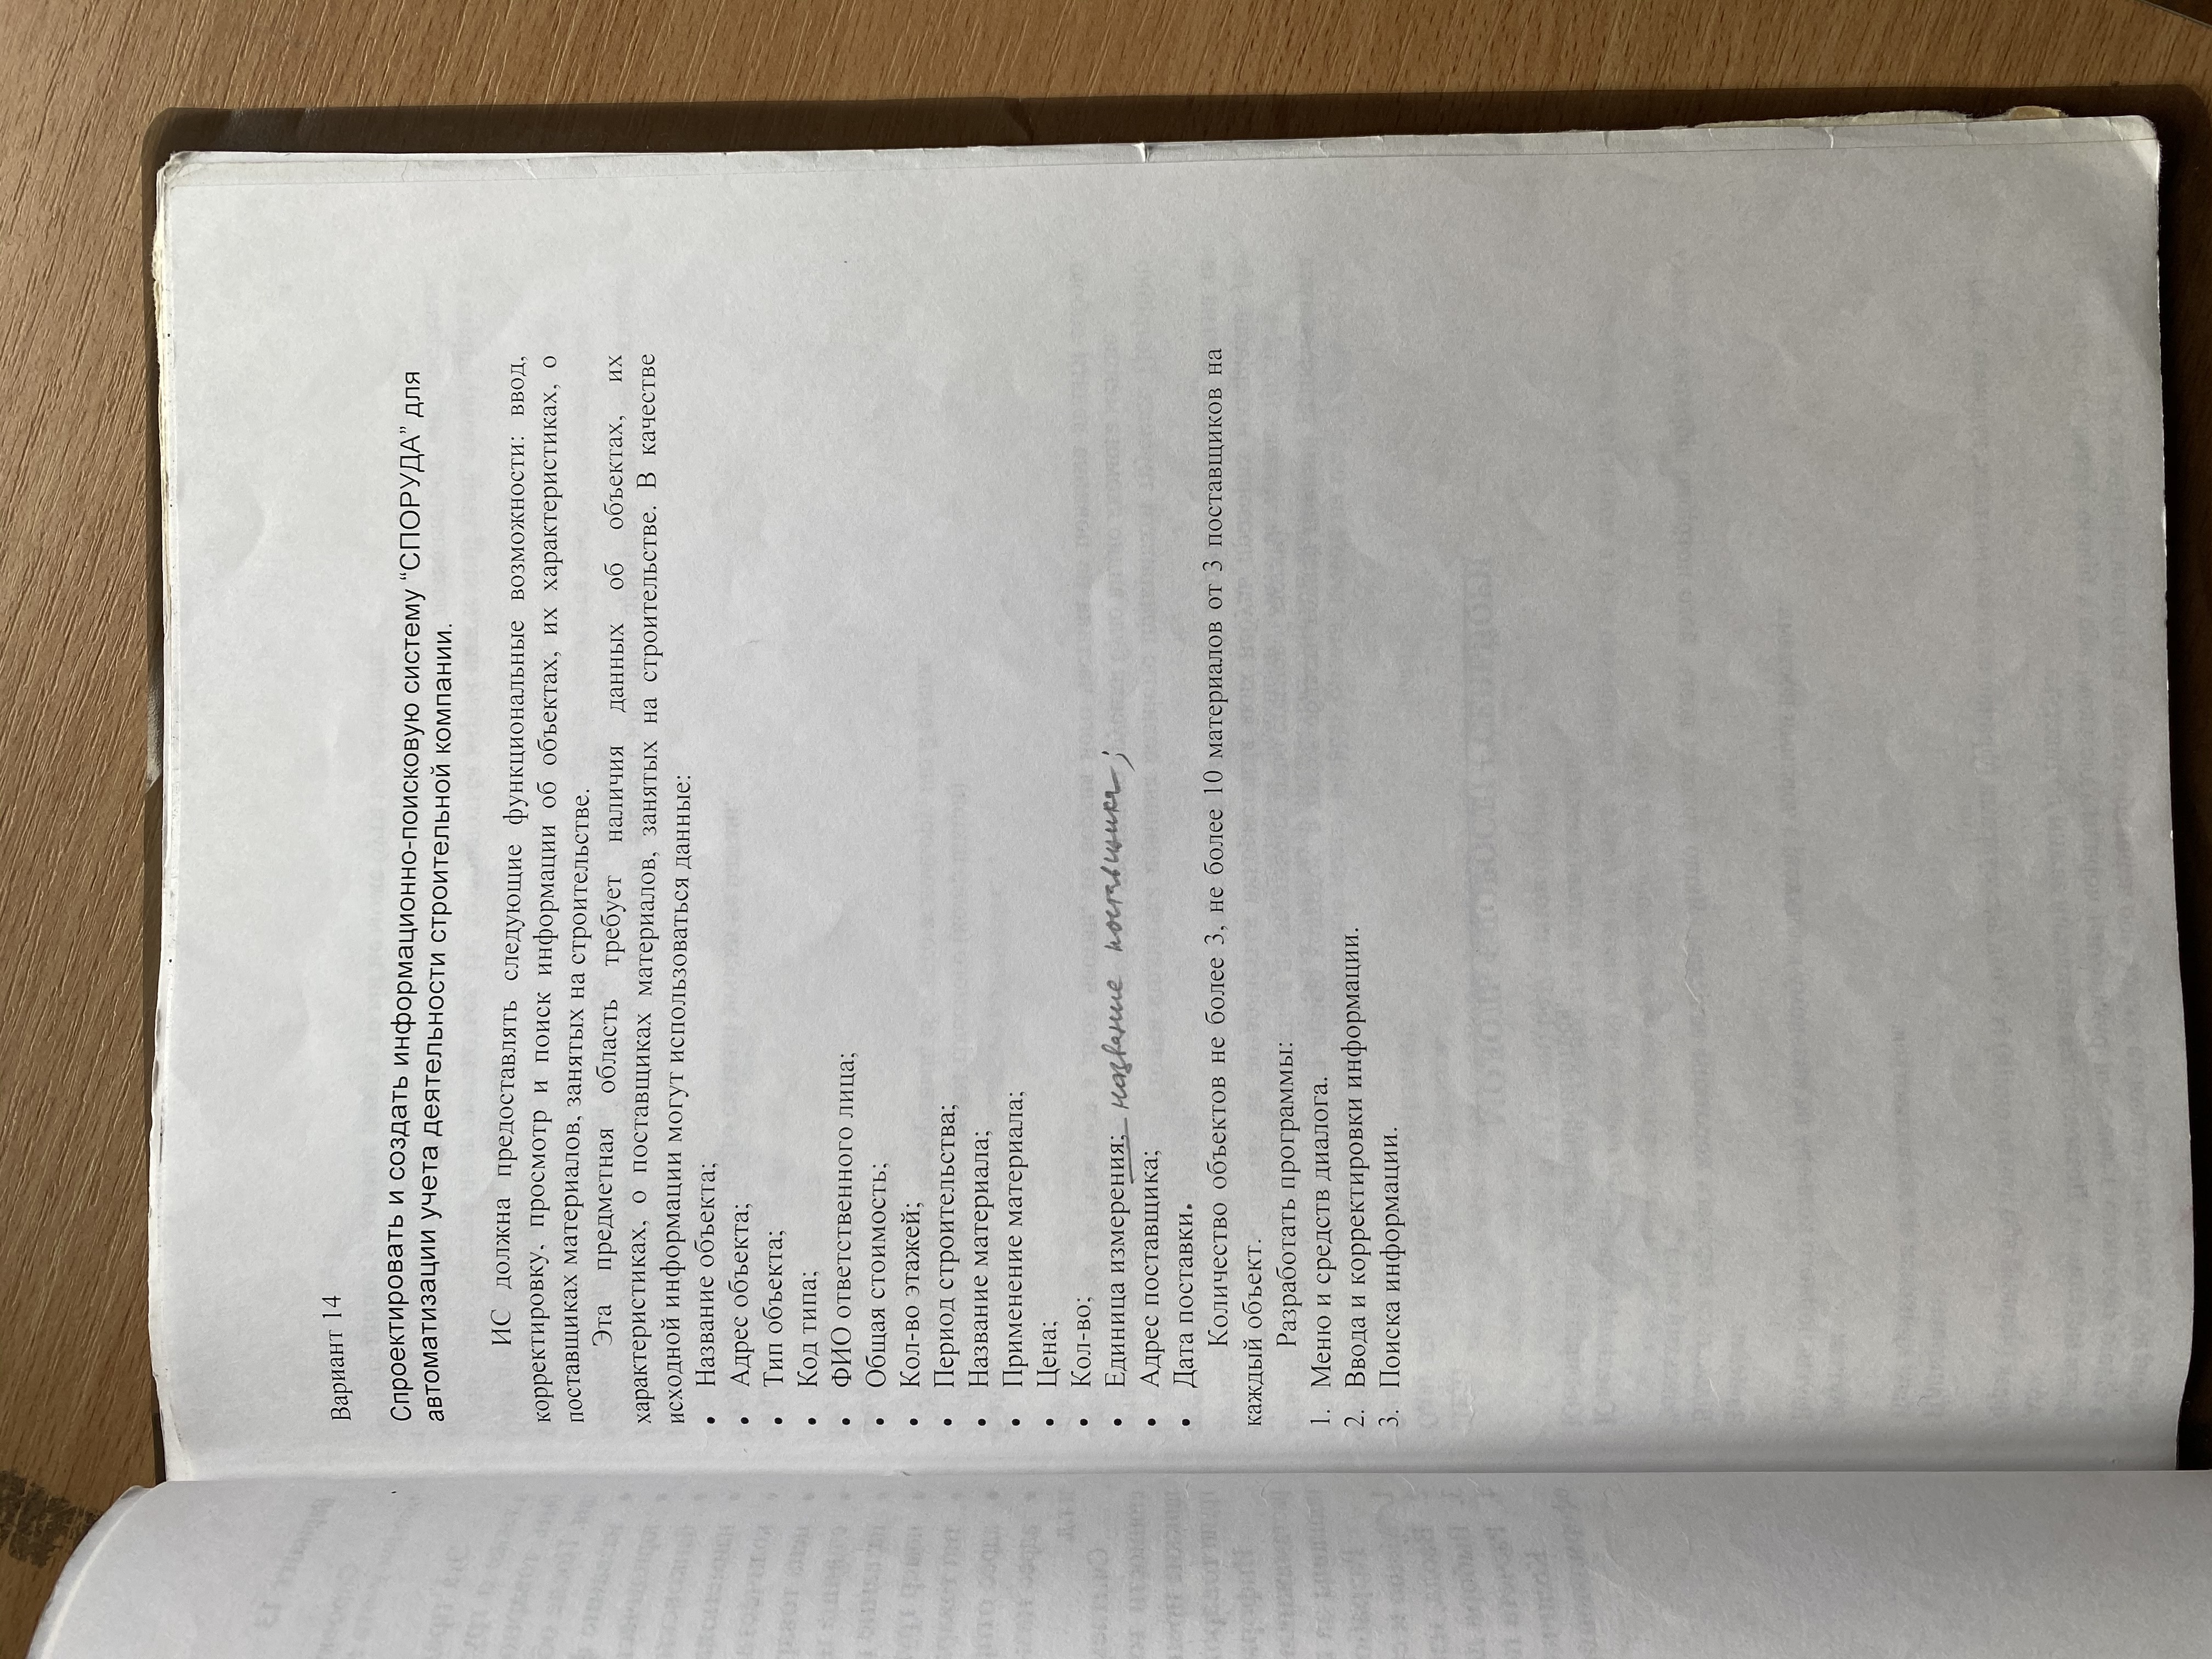 Вариант 14
Спроектировать и создать информационно-поисковую систему “СПОРУДА” для
автоматизации учета деятельности строительной компании.
ИС должна предоставлять следующие функциональные возможности: ввод,
корректировку, просмотр и поиск информации об объектах, их характеристиках, о
поставщиках материалов, занятых на строительстве.
Эта предметная область требует наличия данных об объектах, их
характеристиках, о поставщиках материалов, занятых на строительстве. В качестве
исходной информации могут использоваться данные:
• Название объекта;
• Адрес объекта;
• Тип объекта;
• Код типа;
• ФИО ответственного лица;
• Общая стоимость;
• Кол-во этажей;
• Период строительства;
• Название материала;
• Применение материала;
• Цена;
• Кол-во;
• Единица измерения; название поставщика;
• Адрес поставщика;
• Дата поставки.
Количество объектов не более 3, не более 10 материалов от 3 поставщиков на
каждый объект.
Разработать программы:
1. Меню и средств диалога.
2. Ввода и корректировки информации.
3. Поиска информации.